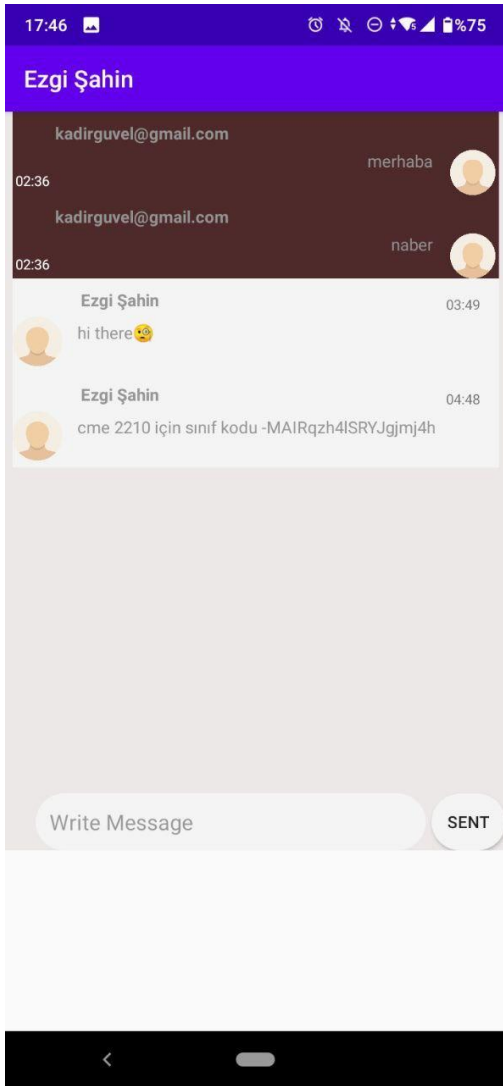 17:46 %75
Ezgi Şahin
kadirguvel@gmail.com
merhaba
02:36
kadirguvel@gmail.com
naber
02:36
Ezgi Şahin 03:49
hi there🧐
Ezgi Şahin 04:48
cme 2210 için sınıf kodu -MAIRqzh4lSRYJgjmj4h
Write Message SENT